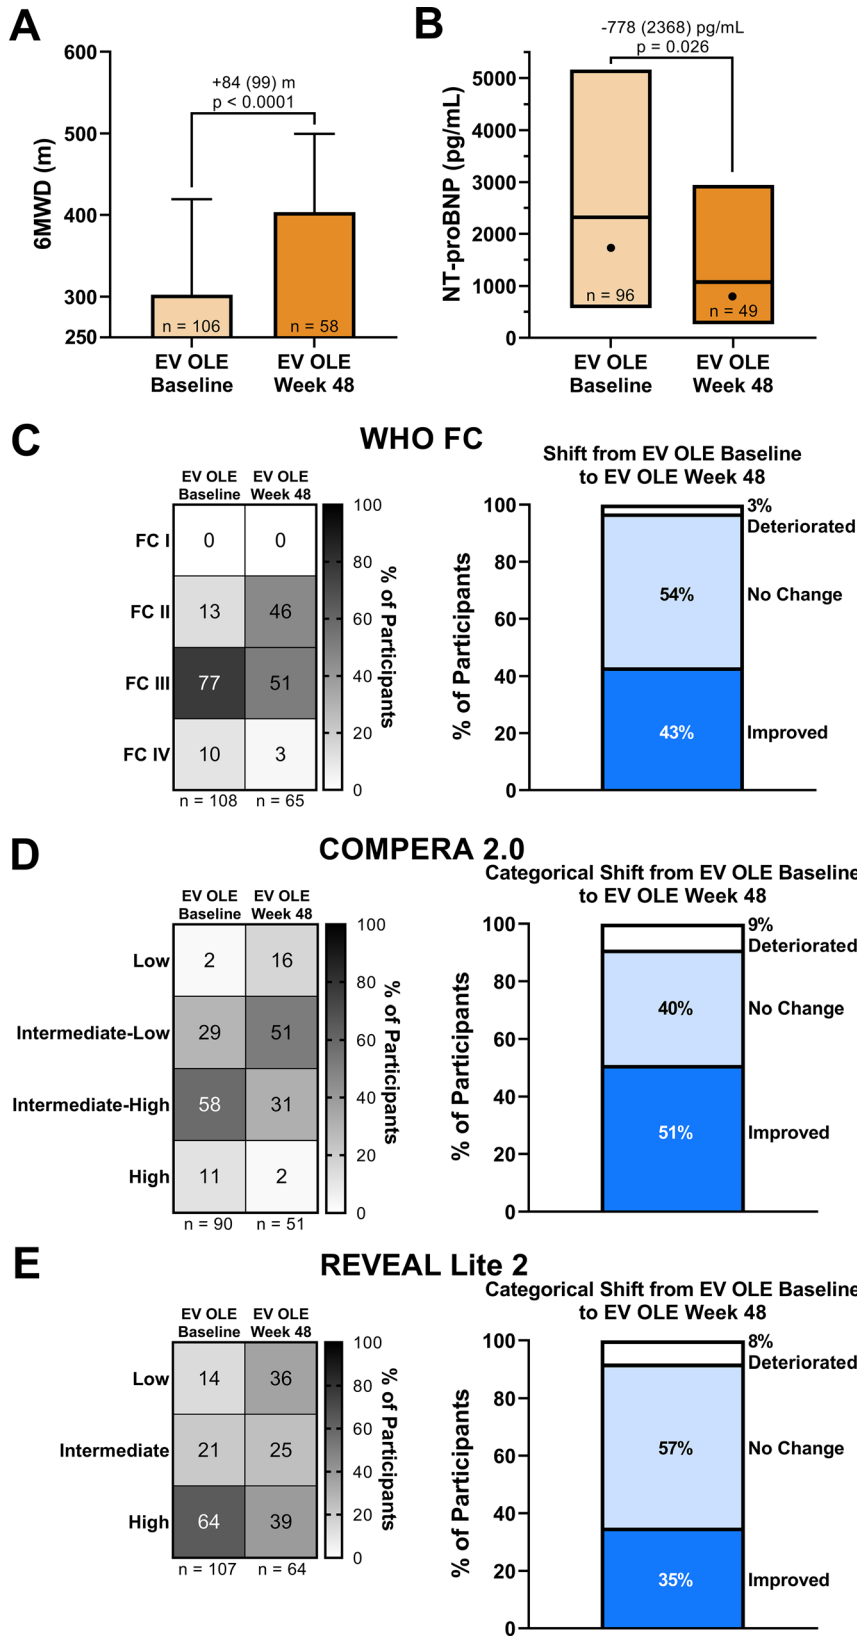 A
600
500
400
300
250
6MWD (m)
+84 (99) m
p < 0.0001
n = 106
n = 58
EV OLE
Baseline
EV OLE
Week 48
B
5000
4000
3000
2000
1000
0
NT-proBNP (pg/mL)
-778 (2368) pg/mL
p = 0.026
n = 96
n = 49
EV OLE
Baseline
EV OLE
Week 48
C
WHO FC
EV OLE
Baseline
EV OLE
Week 48
FC I 0 0
FC II 13 46
FC III 77 51
FC IV 10 3
n = 108 n = 65
100
80
60
40
20
0
% of Participants
Shift from EV OLE Baseline
to EV OLE Week 48
100
80
60
40
20
0
% of Participants
3%
Deteriorated
54% No Change
43% Improved
D
COMPERA 2.0
EV OLE
Baseline
EV OLE
Week 48
Low 2 16
Intermediate-Low 29 51
Intermediate-High 58 31
High 11 2
n = 90 n = 51
100
80
60
40
20
0
% of Participants
Categorical Shift from EV OLE Baseline
to EV OLE Week 48
100
80
60
40
20
0
% of Participants
9%
Deteriorated
40% No Change
51% Improved
E
REVEAL Lite 2
EV OLE
Baseline
EV OLE
Week 48
Low 14 36
Intermediate 21 25
High 64 39
n = 107 n = 64
100
80
60
40
20
0
% of Participants
Categorical Shift from EV OLE Baseline
to EV OLE Week 48
100
80
60
40
20
0
% of Participants
8%
Deteriorated
57% No Change
35% Improved